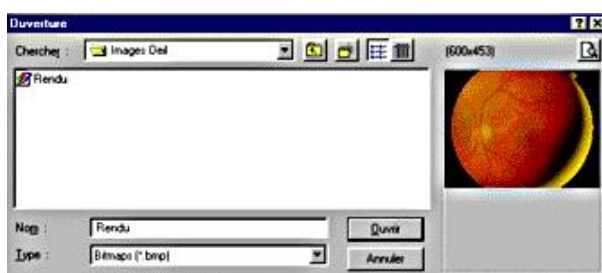 Ouverture
Chercher : Images Oeil (600x453)
Rendu
Nom : Rendu Ouvrir
Type : Bitmaps (*.bmp) Annuler